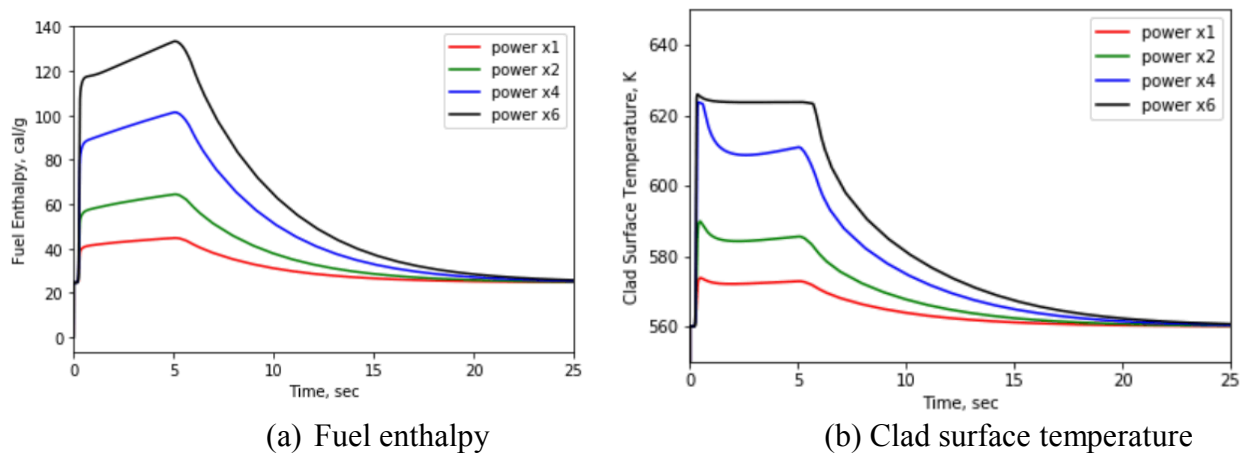 140
120
100
80
60
40
20
0
Fuel Enthalpy, cal/g
0 5 10 15 20 25
Time, sec
power x1
power x2
power x4
power x6
(a) Fuel enthalpy
640
620
600
580
560
Clad Surface Temperature, K
0 5 10 15 20 25
Time, sec
power x1
power x2
power x4
power x6
(b) Clad surface temperature